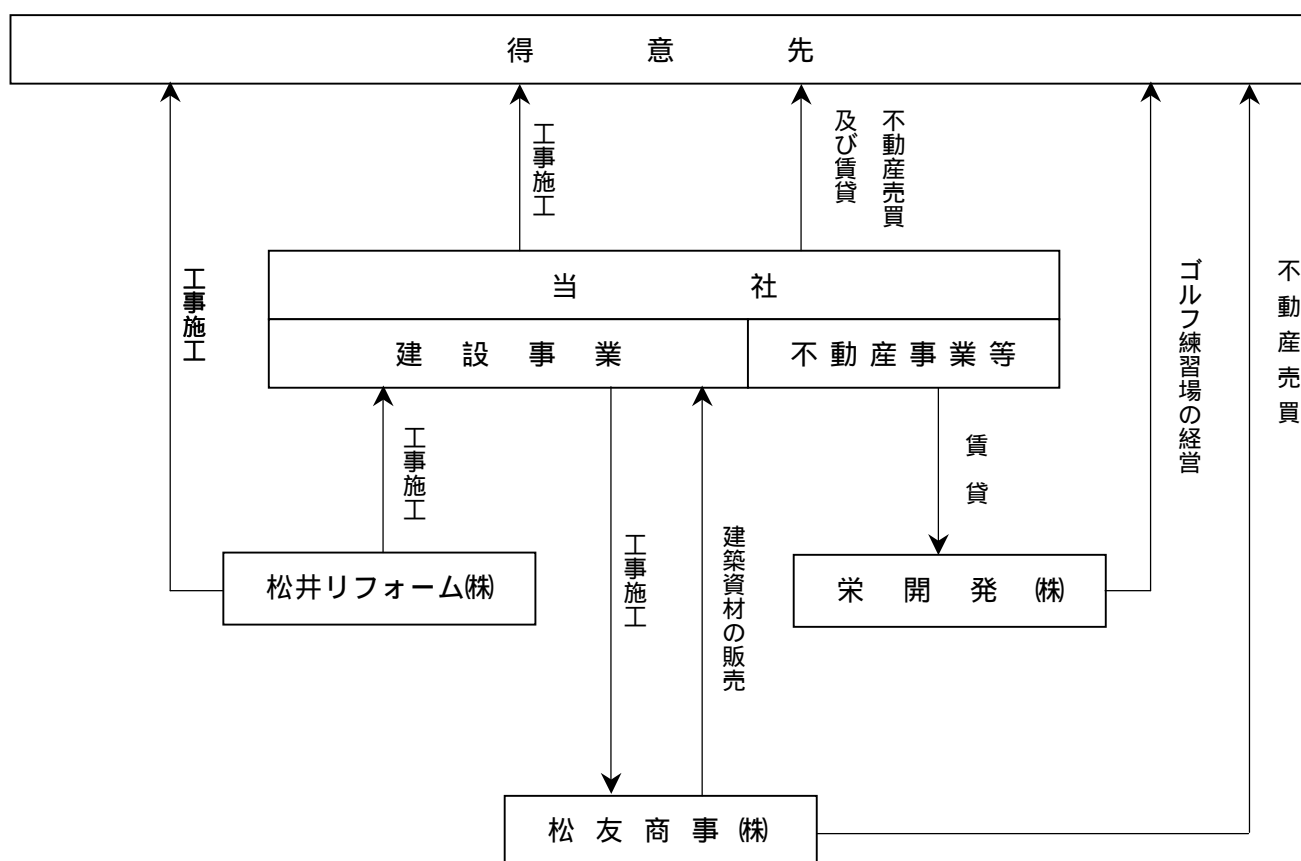 得意先
工事施工
不動産売買
及び賃貸
工事施工
ゴルフ練習場の経営
不動産売買
当社
建設事業
不動産事業等
工事施工
工事施工
建築資材の販売
賃貸
松井リフォーム㈱
栄開発㈱
松友商事㈱